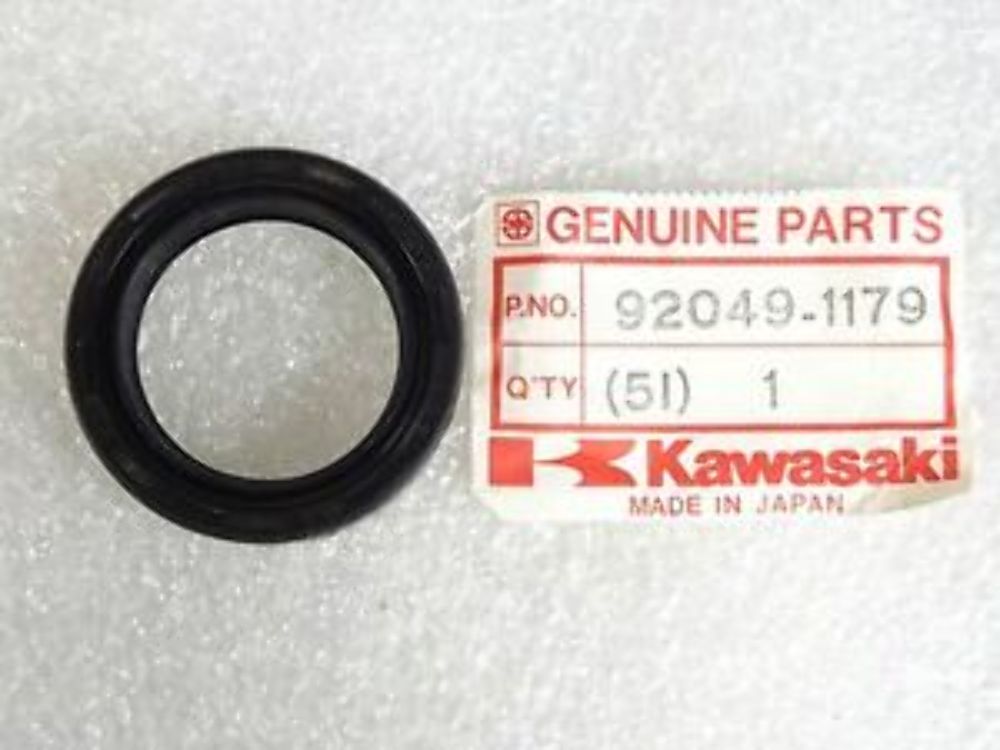 GENUINE PARTS
P.NO. 92049-1179
Q'TY (51) 1
Kawasaki
MADE IN JAPAN